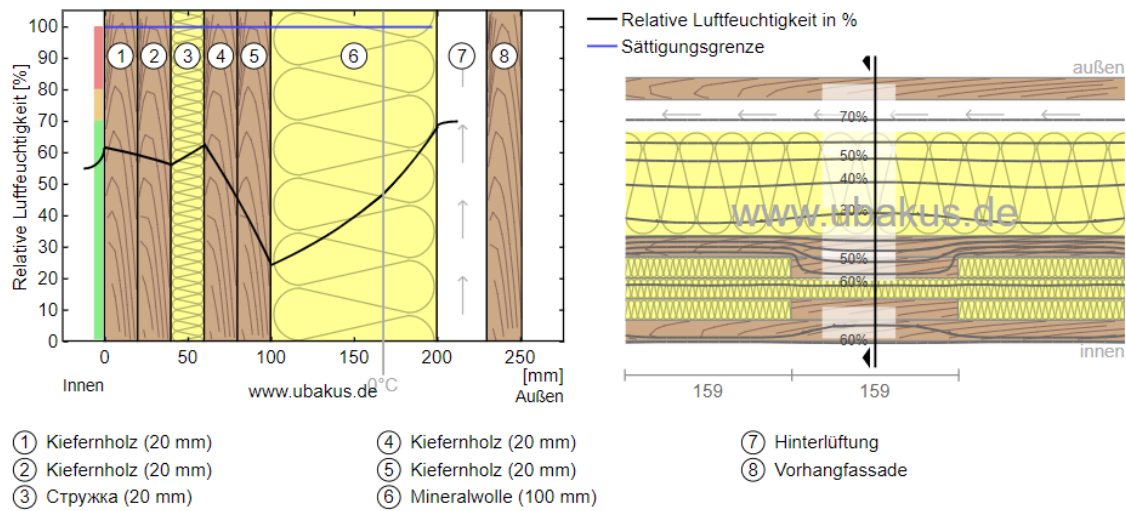 Relative Luftfeuchtigkeit [%]
100
90
80
70
60
50
40
30
20
10
0
1 2 3 4 5 6 7 8
0 50 100 150 200 250
[mm]
Innen
www.ubakus.de
0°C
Außen
Relative Luftfeuchtigkeit in %
Sättigungsgrenze
außen
70%
50%
40%
30%
www.ubakus.de
50%
60%
60%
innen
159 159
1 Kiefernholz (20 mm)
2 Kiefernholz (20 mm)
3 Стружка (20 mm)
4 Kiefernholz (20 mm)
5 Kiefernholz (20 mm)
6 Mineralwolle (100 mm)
7 Hinterlüftung
8 Vorhangfassade